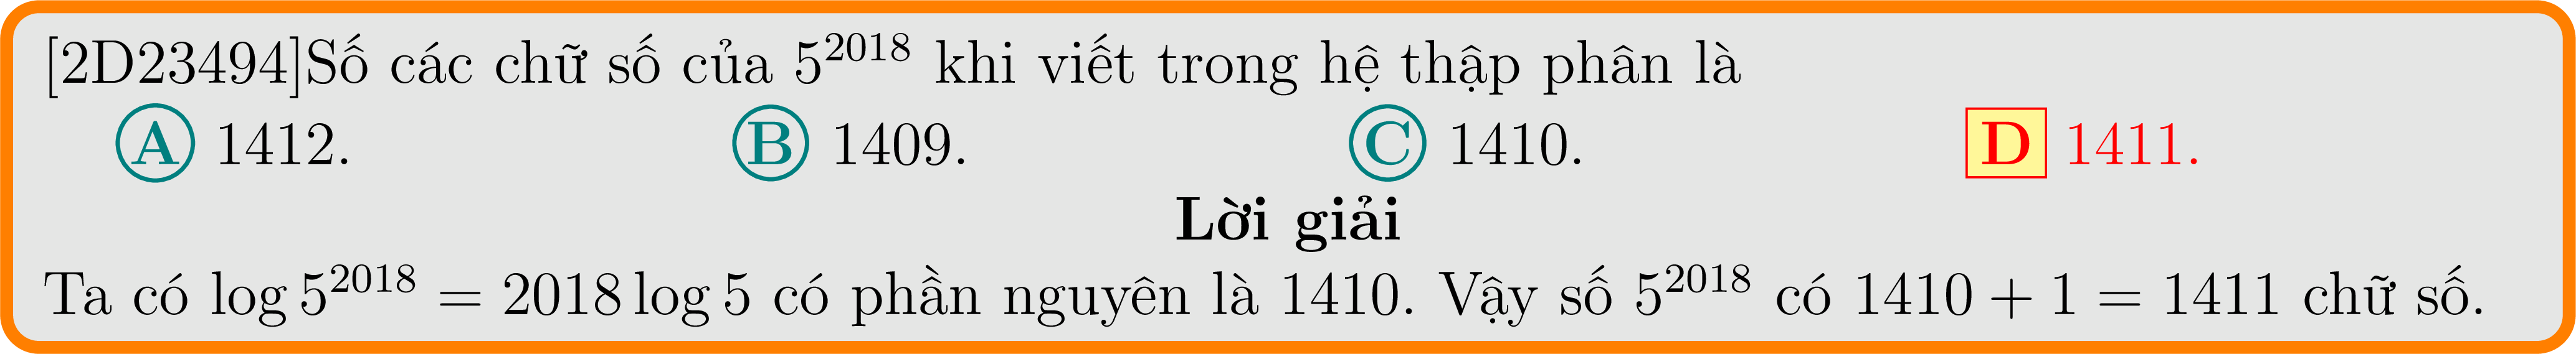 [2D23494]Số các chữ số của 5^2018 khi viết trong hệ thập phân là
A 1412. B 1409. C 1410. D 1411.
Lời giải
Ta có log 5^2018 = 2018 log 5 có phần nguyên là 1410. Vậy số 5^2018 có 1410 + 1 = 1411 chữ số.